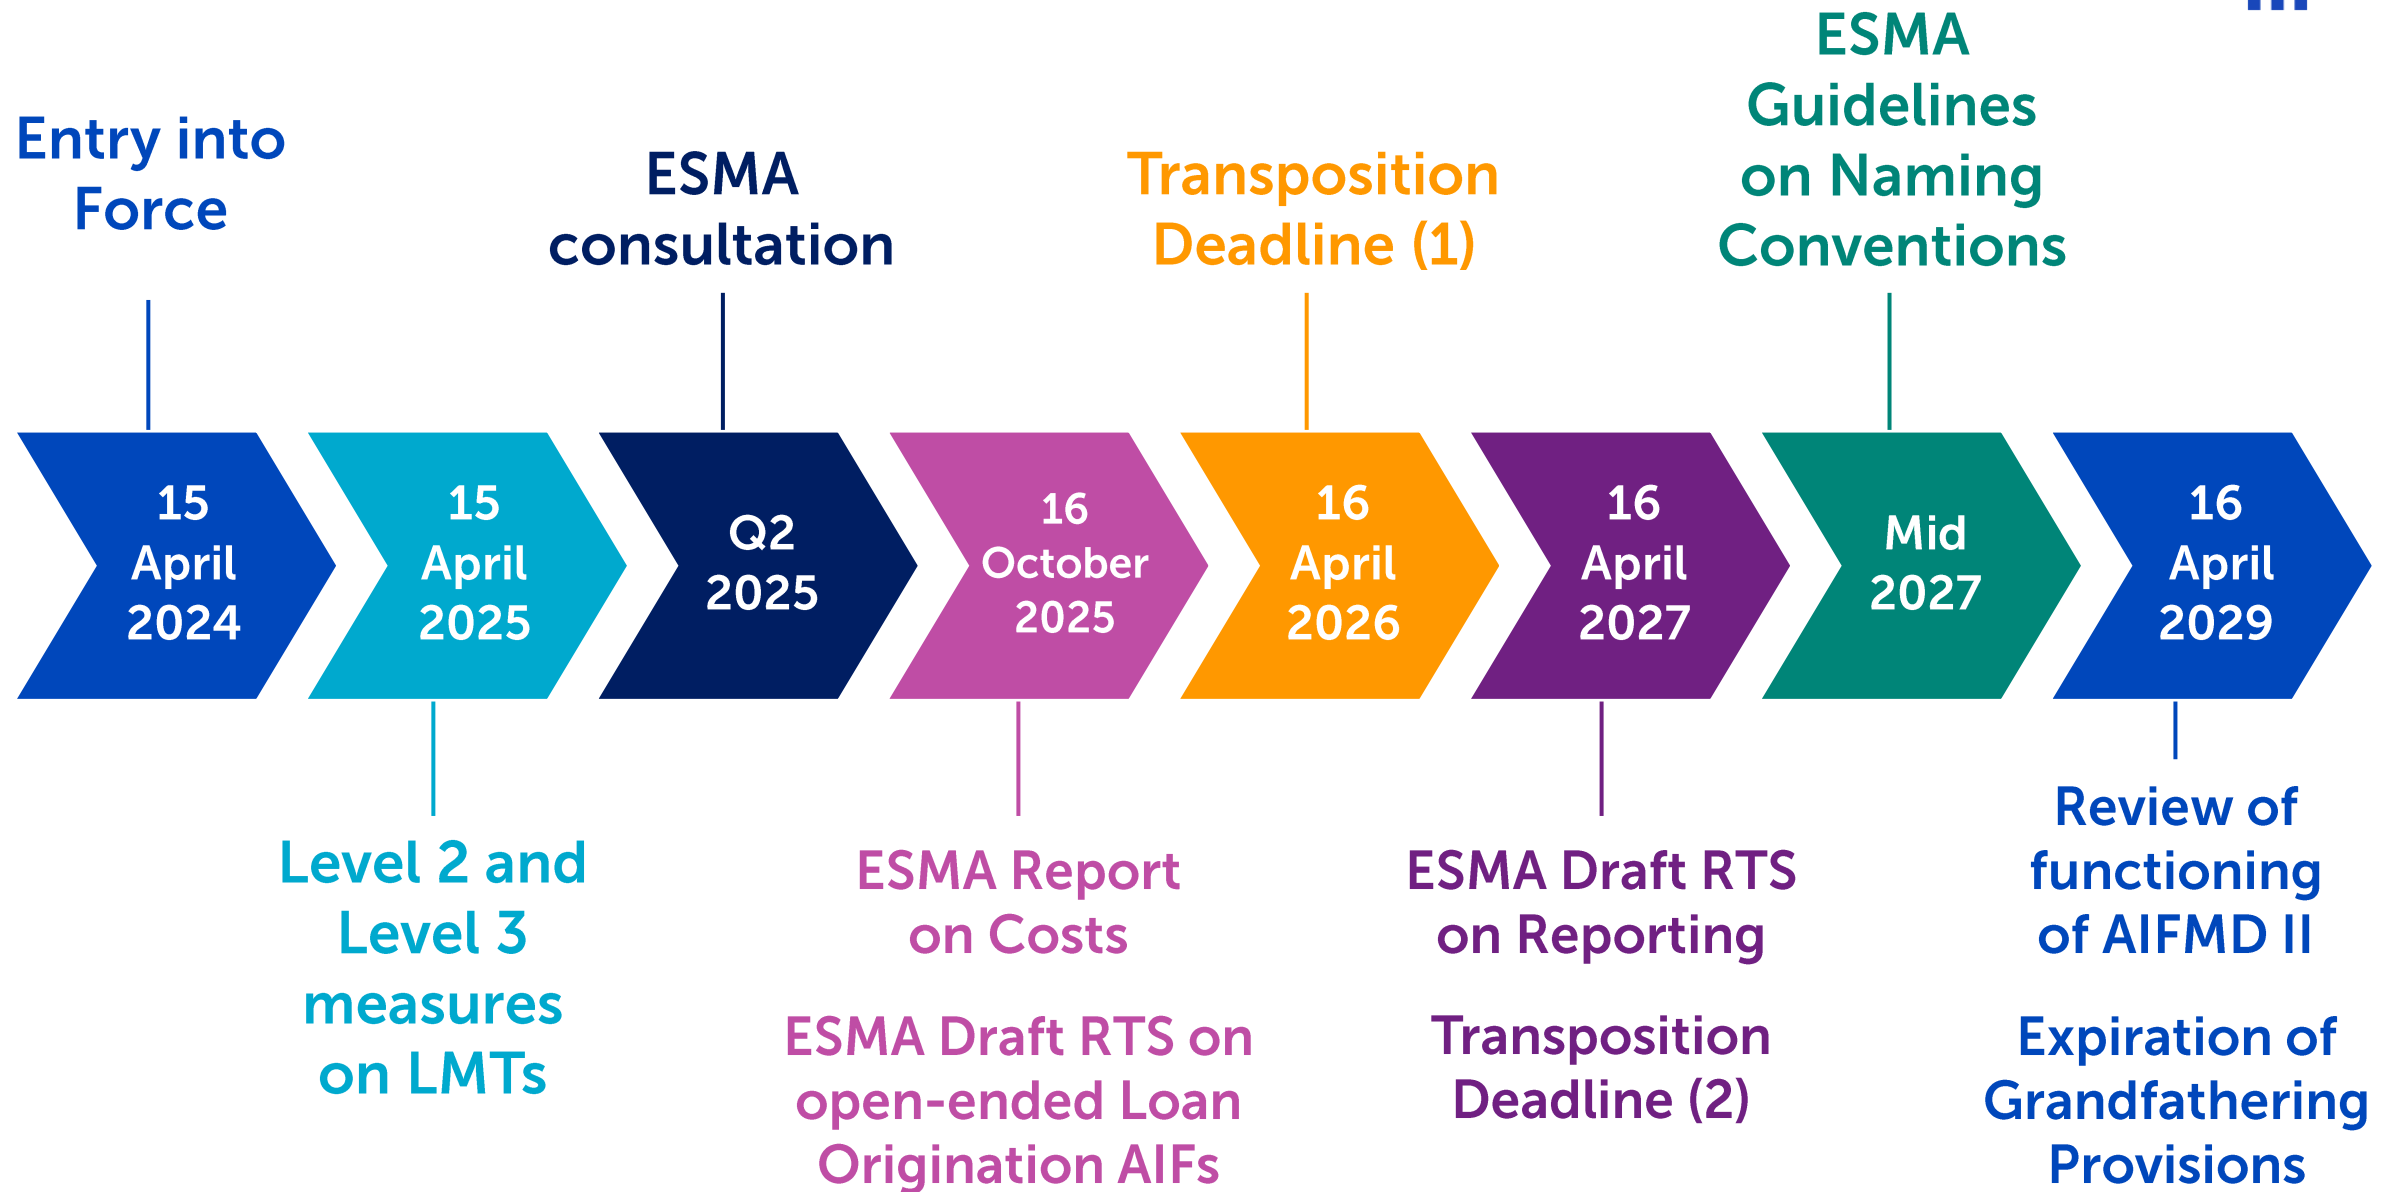 Entry into
Force
ESMA
consultation
Transposition
Deadline (1)
ESMA
Guidelines
on Naming
Conventions
15
April
2024
15
April
2025
Q2
2025
16
October
2025
16
April
2026
16
April
2027
Mid
2027
16
April
2029
Level 2 and
Level 3
measures
on LMTs
ESMA Report
on Costs
ESMA Draft RTS on
open-ended Loan
Origination AIFs
ESMA Draft RTS
on Reporting
Transposition
Deadline (2)
Review of
functioning
of AIFMD II
Expiration of
Grandfathering
Provisions